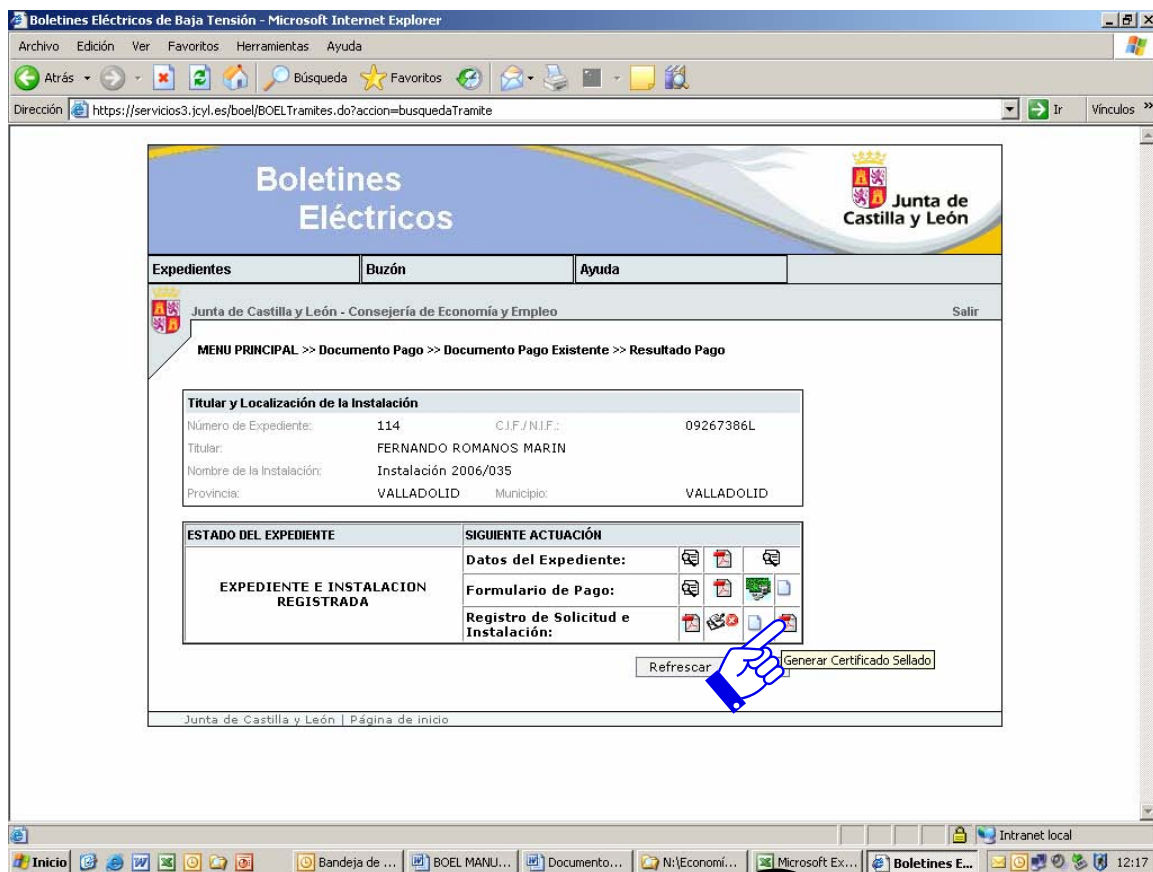 Boletines Eléctricos de Baja Tensión - Microsoft Internet Explorer
Archivo Edición Ver Favoritos Herramientas Ayuda
Atrás Búsqueda Favoritos
Dirección https://servicios3.jcyl.es/boel/BOELTramites.do?accion=busquedaTramite Ir Vínculos »
Boletines
Eléctricos
Junta de
Castilla y León
Expedientes Buzón Ayuda
Junta de Castilla y León - Consejería de Economía y Empleo Salir
MENU PRINCIPAL >> Documento Pago >> Documento Pago Existente >> Resultado Pago
Titular y Localización de la Instalación
Número de Expediente: 114 C.I.F./N.I.F.: 09267386L
Titular: FERNANDO ROMANOS MARIN
Nombre de la Instalación: Instalación 2006/035
Provincia: VALLADOLID Municipio: VALLADOLID
ESTADO DEL EXPEDIENTE SIGUIENTE ACTUACIÓN
Datos del Expediente:
EXPEDIENTE E INSTALACION
REGISTRADA
Formulario de Pago:
Registro de Solicitud e
Instalación:
Refrescar
Generar Certificado Sellado
Junta de Castilla y León | Página de inicio
Intranet local
Inicio Bandeja de ... BOEL MANU... Documento... N:\Economí... Microsoft Ex... Boletines E... 12:17